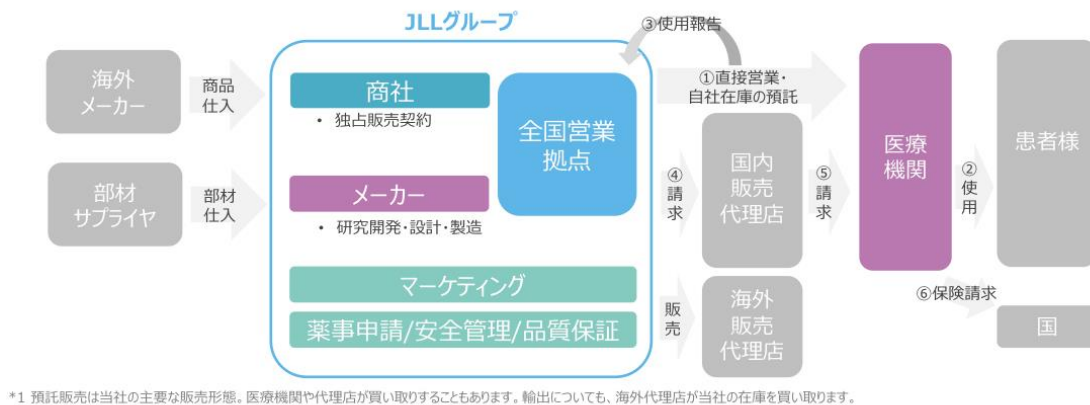 JLLグループ
③使用報告
海外
メーカー
商品
仕入
商社
・ 独占販売契約
全国営業
拠点
①直接営業・
自社在庫の預託
医療
機関
患者様
②
使
用
部材
サプライヤ
部材
仕入
メーカー
・ 研究開発・設計・製造
④
請
求
国内
販売
代理店
⑤
請
求
マーケティング
薬事申請/安全管理/品質保証
販
売
海外
販売
代理店
⑥保険請求
国
*1 預託販売は当社の主要な販売形態。医療機関や代理店が買い取りすることもあります。輸出についても、海外代理店が当社の在庫を買い取ります。